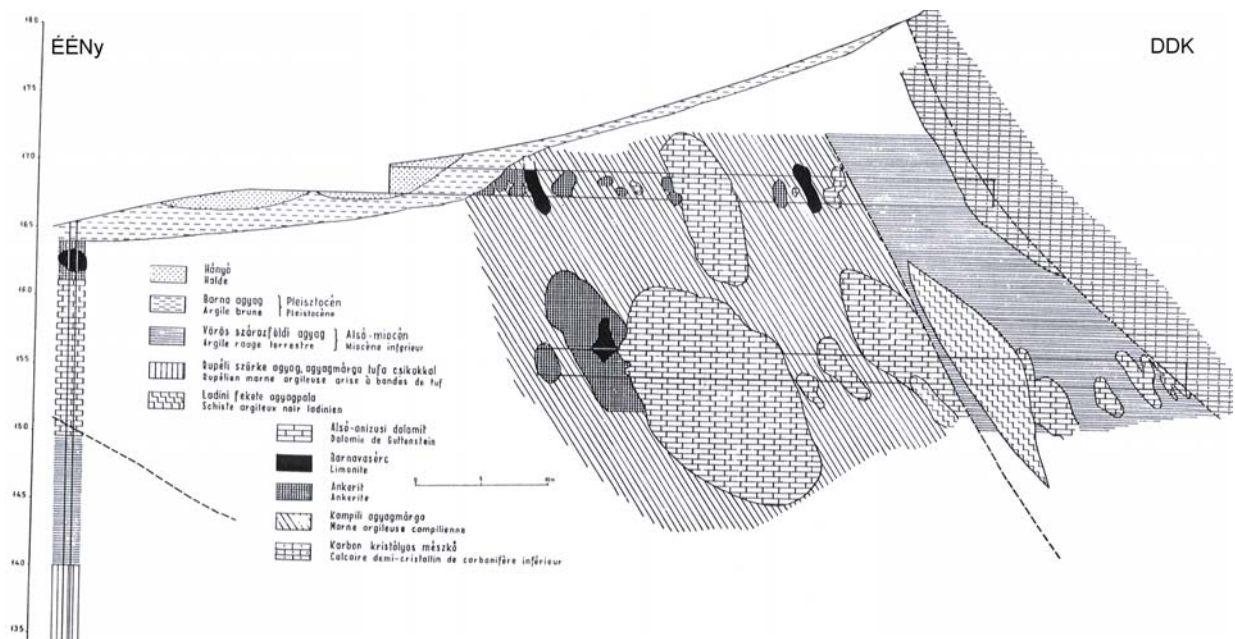 ÉÉNy
DDK
180
175
170
165
160
155
150
145
140
135
Hányó
Halde
Barna agyag } Pleisztocén
Argile brune } Pleistocène
Vörös szárazföldi agyag } Alsó-miocén
Argile rouge terrestre } Miocène inférieur
Rupéli szürke agyag, agyagmárga tufa csíkokkal
Rupélien marne argileuse grise à bandes de tuf
Ladini fekete agyagpala
Schiste argileux noir ladinien
Alsó-anizusi dolomit
Dolomie de Guttenstein
Barnavasérc
Limonite
Ankerit
Ankerite
Kampili agyagmárga
Marne argileuse campilienne
Karbon kristályos mészkő
Calcaire demi-cristallin de carbonifère inférieur
0 5 10m